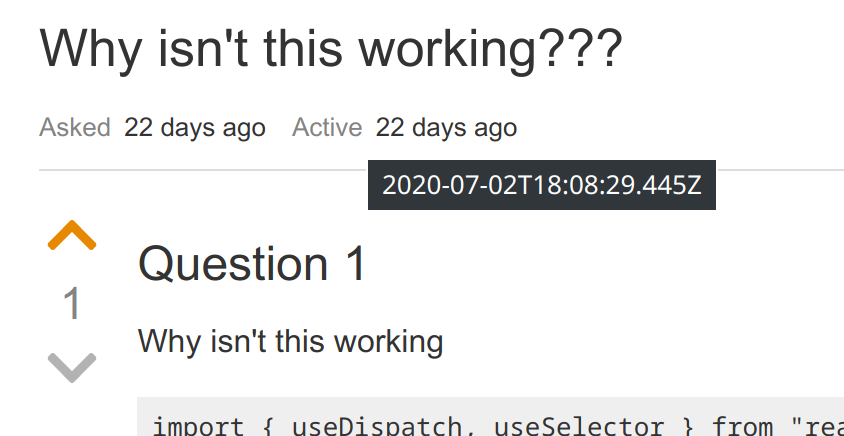 Why isn't this working???
Asked 22 days ago Active 22 days ago
2020-07-02T18:08:29.445Z
Question 1
1
Why isn't this working
import { useDispatch, useSelector } from "rea